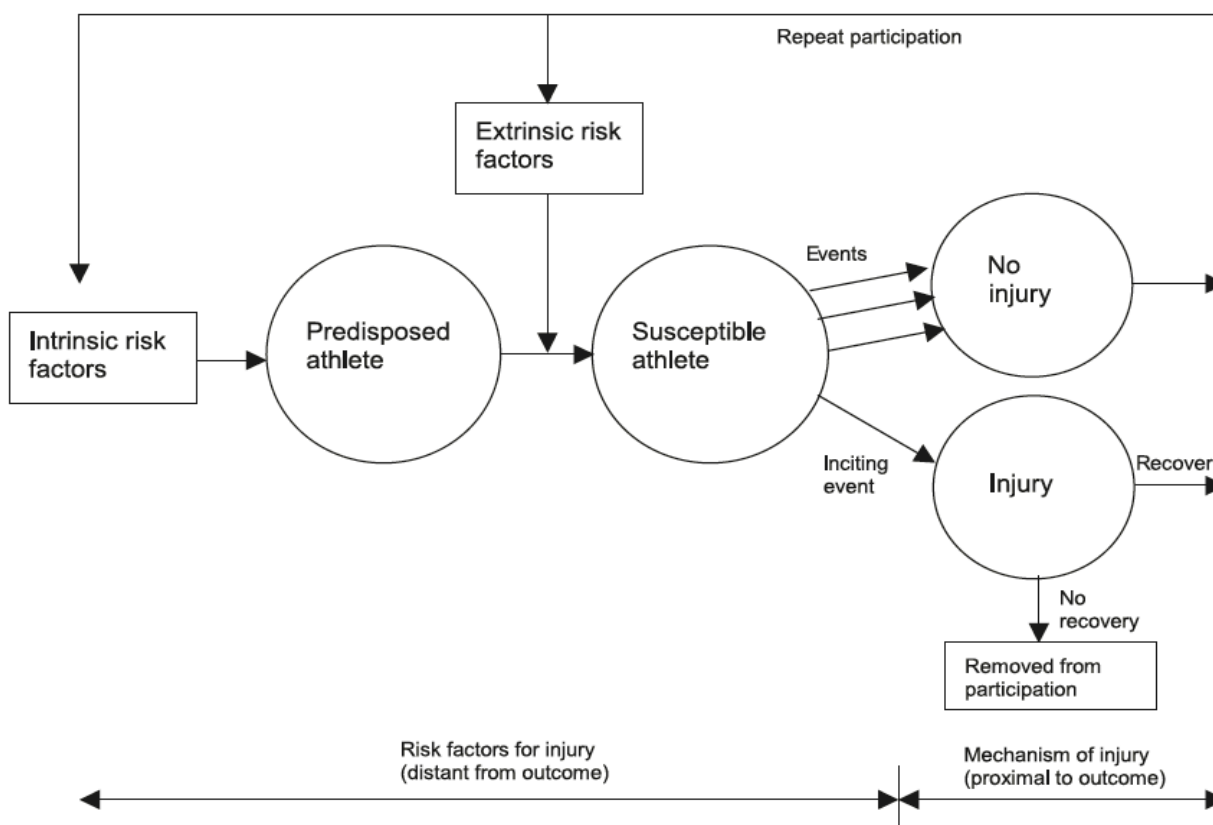 Repeat participation
Extrinsic risk
factors
Events
No
injury
Intrinsic risk
factors
Predisposed
athlete
Susceptible
athlete
Inciting
event
Injury
Recover
No
recovery
Removed from
participation
Risk factors for injury
(distant from outcome)
Mechanism of injury
(proximal to outcome)